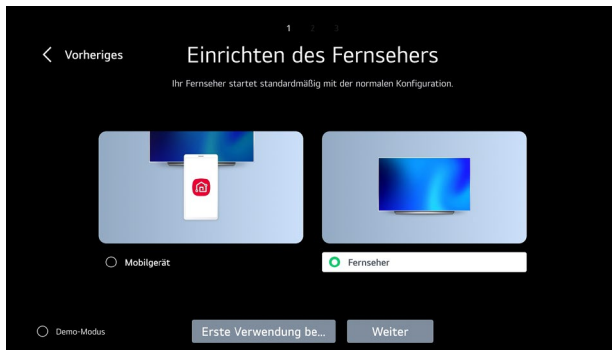 1 2 3
Vorheriges
Einrichten des Fernsehers
Ihr Fernseher startet standardmäßig mit der normalen Konfiguration.
Mobilgerät
Fernseher
Demo-Modus
Erste Verwendung be...
Weiter